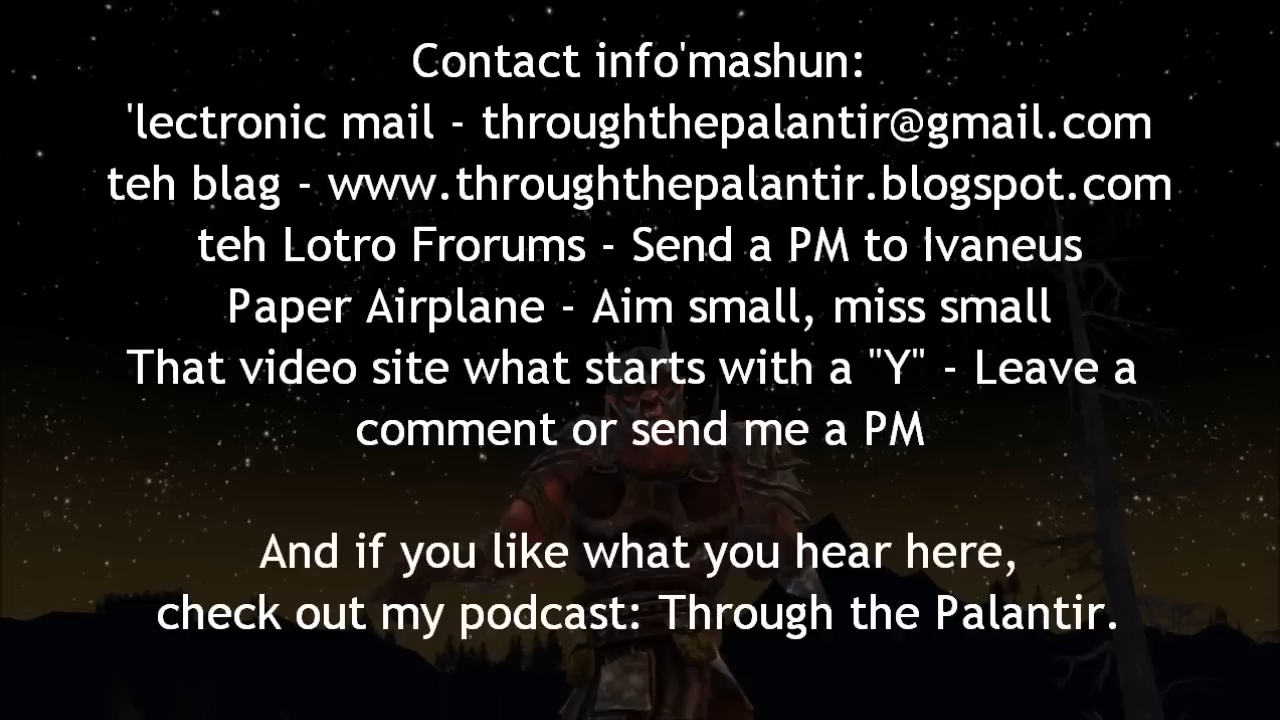 Contact info'mashun:
'lectronic mail - throughthepalantir@gmail.com
teh blag - www.throughthepalantir.blogspot.com
teh Lotro Frorums - Send a PM to Ivaneus
Paper Airplane - Aim small, miss small
That video site what starts with a "Y" - Leave a
comment or send me a PM
And if you like what you hear here,
check out my podcast: Through the Palantir.